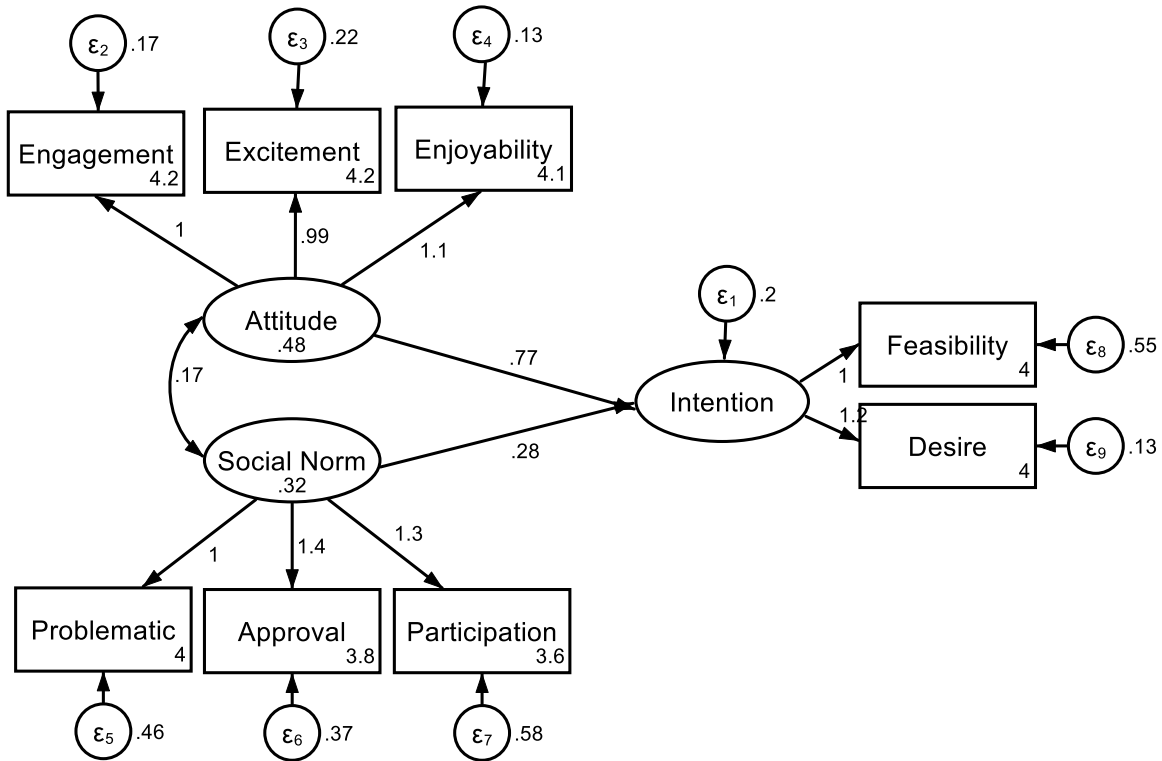 ε2 .17
ε3 .22
ε4 .13
Engagement
4.2
Excitement
4.2
Enjoyability
4.1
1
.99
1.1
Attitude
.48
.17
.77
ε1 .2
Intention
1
1.2
Feasibility
4
ε8 .55
Desire
4
ε9 .13
Social Norm
.32
.28
1
1.4
1.3
Problematic
4
Approval
3.8
Participation
3.6
ε5 .46
ε6 .37
ε7 .58